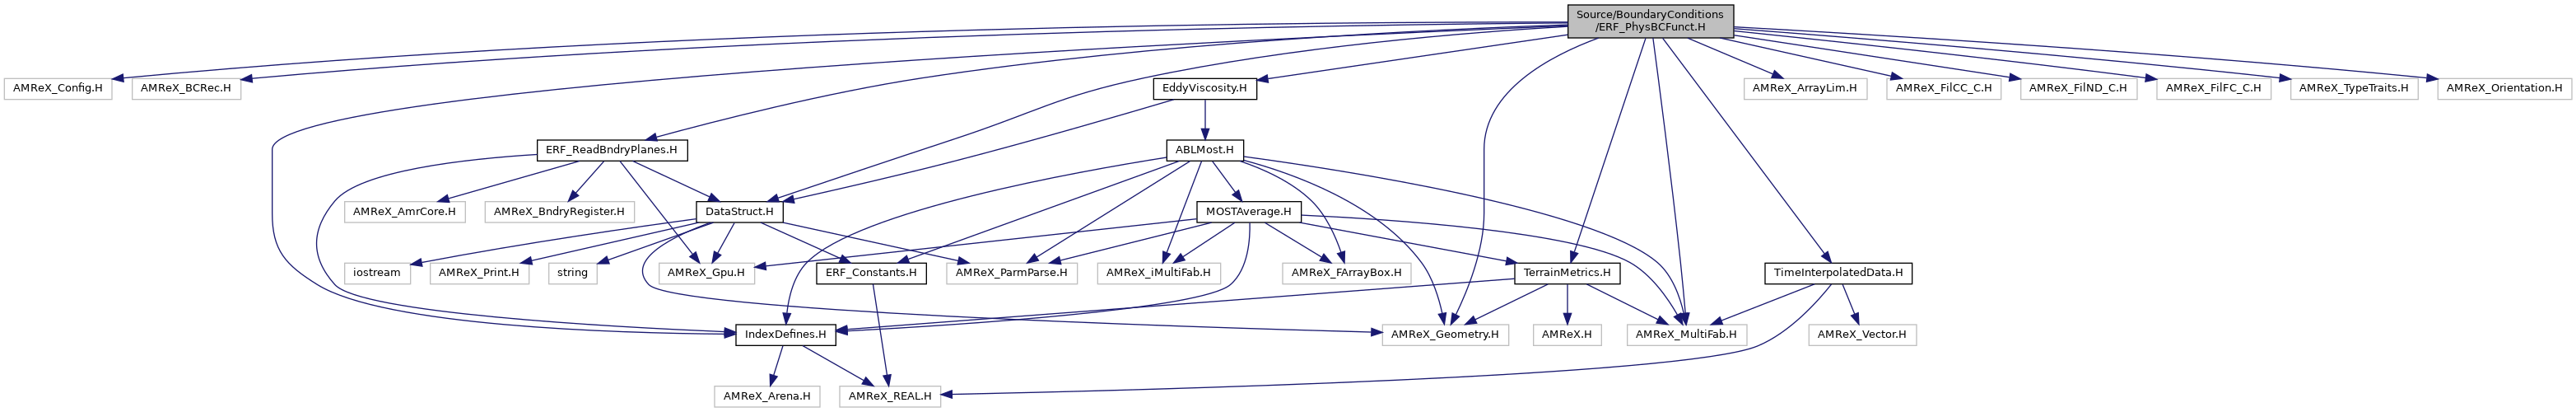 Source/BoundaryConditions
/ERF_PhysBCFunct.H
AMReX_Config.H
AMReX_BCRec.H
EddyViscosity.H
AMReX_ArrayLim.H
AMReX_FilCC_C.H
AMReX_FilND_C.H
AMReX_FilFC_C.H
AMReX_TypeTraits.H
AMReX_Orientation.H
ERF_ReadBndryPlanes.H
ABLMost.H
AMReX_AmrCore.H
AMReX_BndryRegister.H
DataStruct.H
MOSTAverage.H
iostream
AMReX_Print.H
string
AMReX_Gpu.H
ERF_Constants.H
AMReX_ParmParse.H
AMReX_iMultiFab.H
AMReX_FArrayBox.H
TerrainMetrics.H
TimeInterpolatedData.H
IndexDefines.H
AMReX_Geometry.H
AMReX.H
AMReX_MultiFab.H
AMReX_Vector.H
AMReX_Arena.H
AMReX_REAL.H